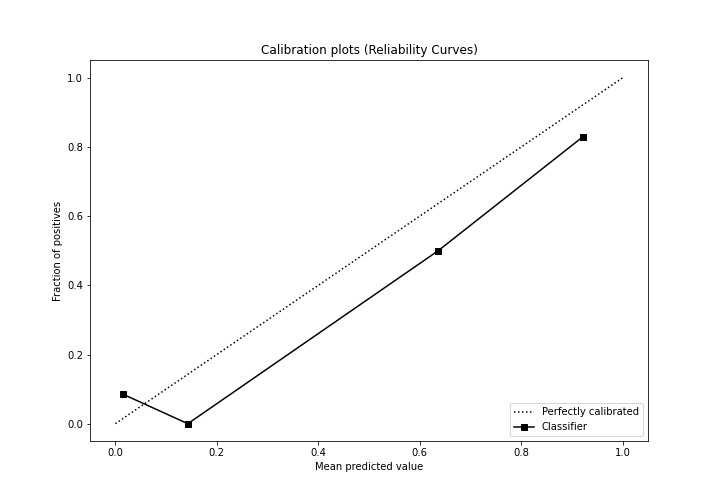 Calibration plots (Reliability Curves)
1.0
0.8
0.6
0.4
0.2
0.0
Fraction of positives
0.0 0.2 0.4 0.6 0.8 1.0
Mean predicted value
Perfectly calibrated
Classifier